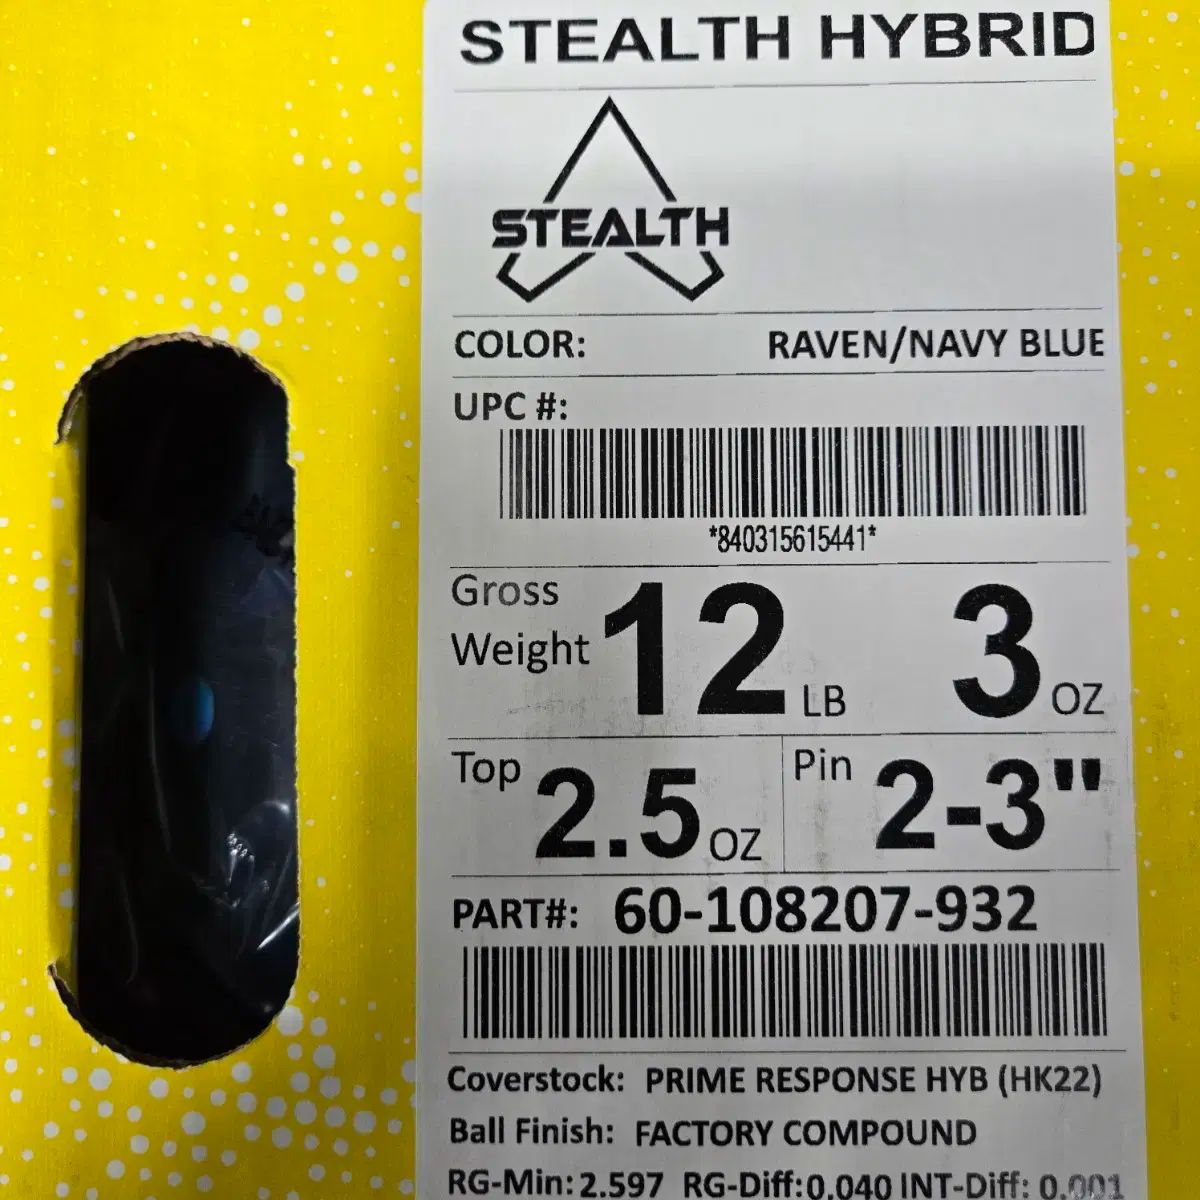 STEALTH HYBRID
STEALTH
COLOR: RAVEN/NAVY BLUE
UPC #:
*840315615441*
Gross Weight 12 LB 3 OZ
Top 2.5 OZ Pin 2-3"
PART#: 60-108207-932
Coverstock: PRIME RESPONSE HYB (HK22)
Ball Finish: FACTORY COMPOUND
RG-Min: 2.597 RG-Diff: 0.040 INT-Diff: 0.001